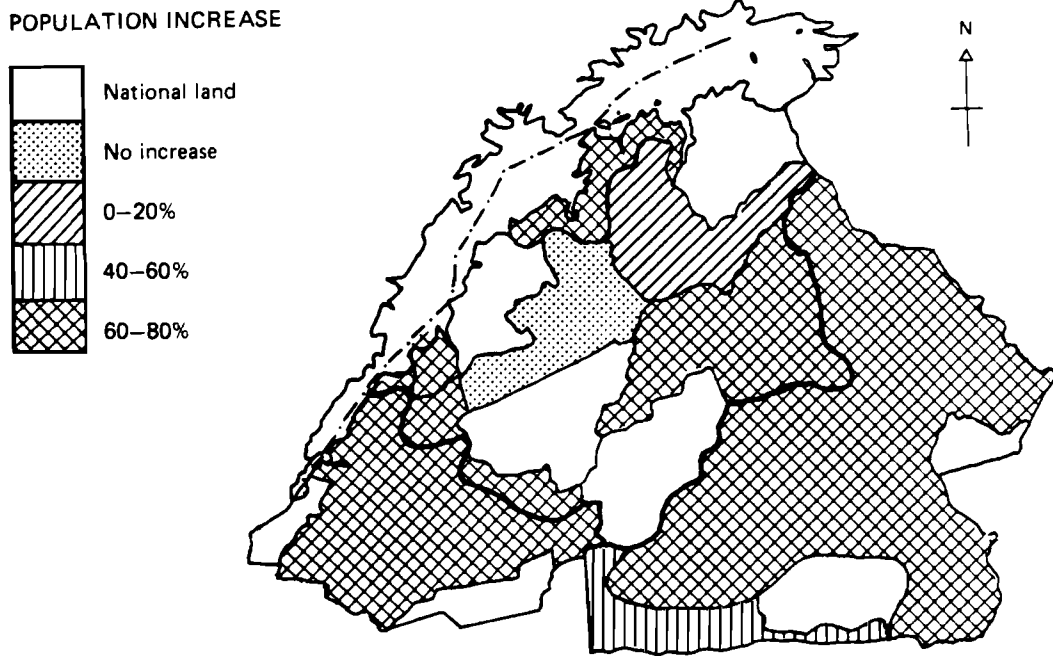 POPULATION INCREASE
N
National land
No increase
0–20%
40–60%
60–80%